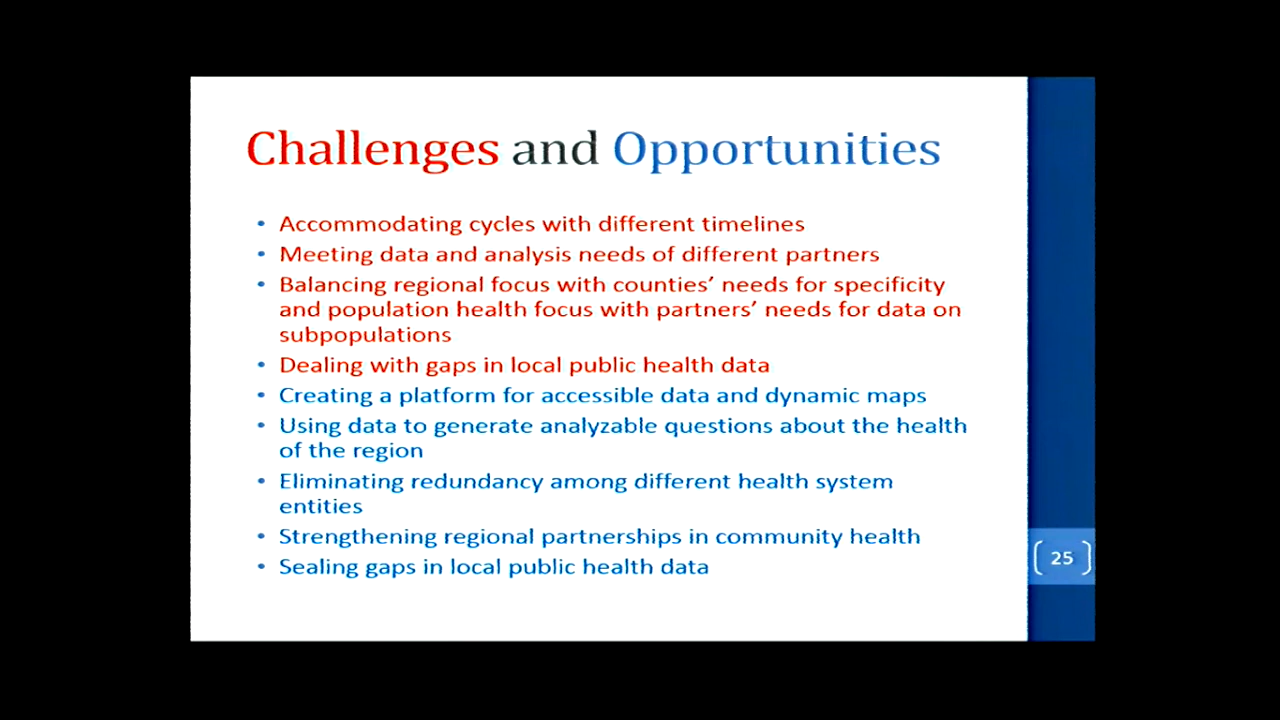 Challenges and Opportunities
• Accommodating cycles with different timelines
• Meeting data and analysis needs of different partners
• Balancing regional focus with counties’ needs for specificity
and population health focus with partners’ needs for data on
subpopulations
• Dealing with gaps in local public health data
• Creating a platform for accessible data and dynamic maps
• Using data to generate analyzable questions about the health
of the region
• Eliminating redundancy among different health system
entities
• Strengthening regional partnerships in community health
• Sealing gaps in local public health data
25